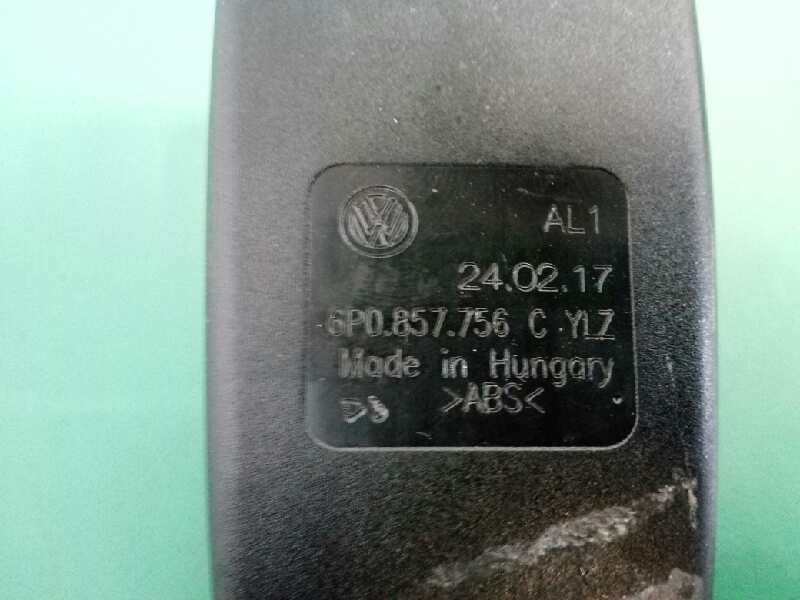 AL1
24.02.17
6P0.857.756 C YLZ
Made in Hungary
>ABS<